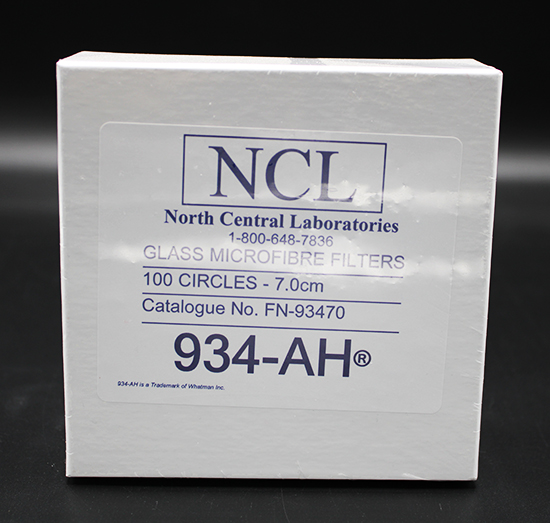 NCL
North Central Laboratories
1-800-648-7836
GLASS MICROFIBRE FILTERS
100 CIRCLES - 7.0cm
Catalogue No. FN-93470
934-AH®
934-AH is a Trademark of Whatman Inc.